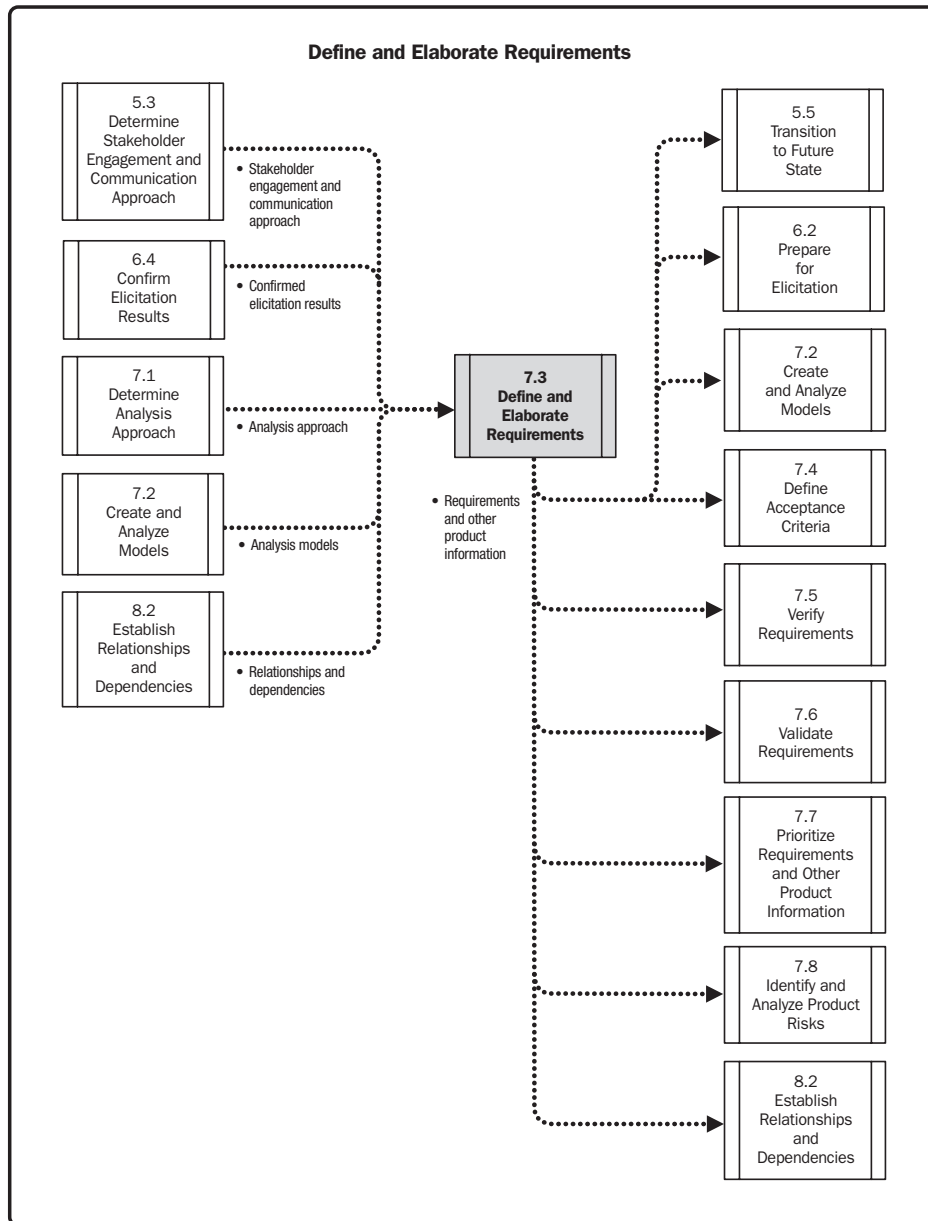 Define and Elaborate Requirements
5.3
Determine
Stakeholder
Engagement and
Communication
Approach
• Stakeholder
engagement and
communication
approach
6.4
Confirm
Elicitation
Results
• Confirmed
elicitation results
7.1
Determine
Analysis
Approach
• Analysis approach
7.2
Create and
Analyze
Models
• Analysis models
8.2
Establish
Relationships
and
Dependencies
• Relationships and
dependencies
7.3
Define and
Elaborate
Requirements
• Requirements
and other
product
information
5.5
Transition
to Future
State
6.2
Prepare
for
Elicitation
7.2
Create
and Analyze
Models
7.4
Define
Acceptance
Criteria
7.5
Verify
Requirements
7.6
Validate
Requirements
7.7
Prioritize
Requirements
and Other
Product
Information
7.8
Identify and
Analyze Product
Risks
8.2
Establish
Relationships
and
Dependencies